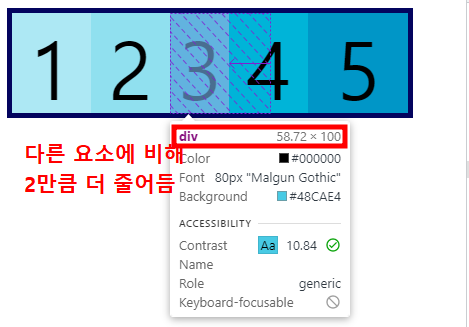 1 2 3 4 5
div 58.72 × 100
다른 요소에 비해
2만큼 더 줄어듬
Color #000000
Font 80px "Malgun Gothic"
Background #48CAE4
ACCESSIBILITY
Contrast Aa 10.84
Name
Role generic
Keyboard-focusable